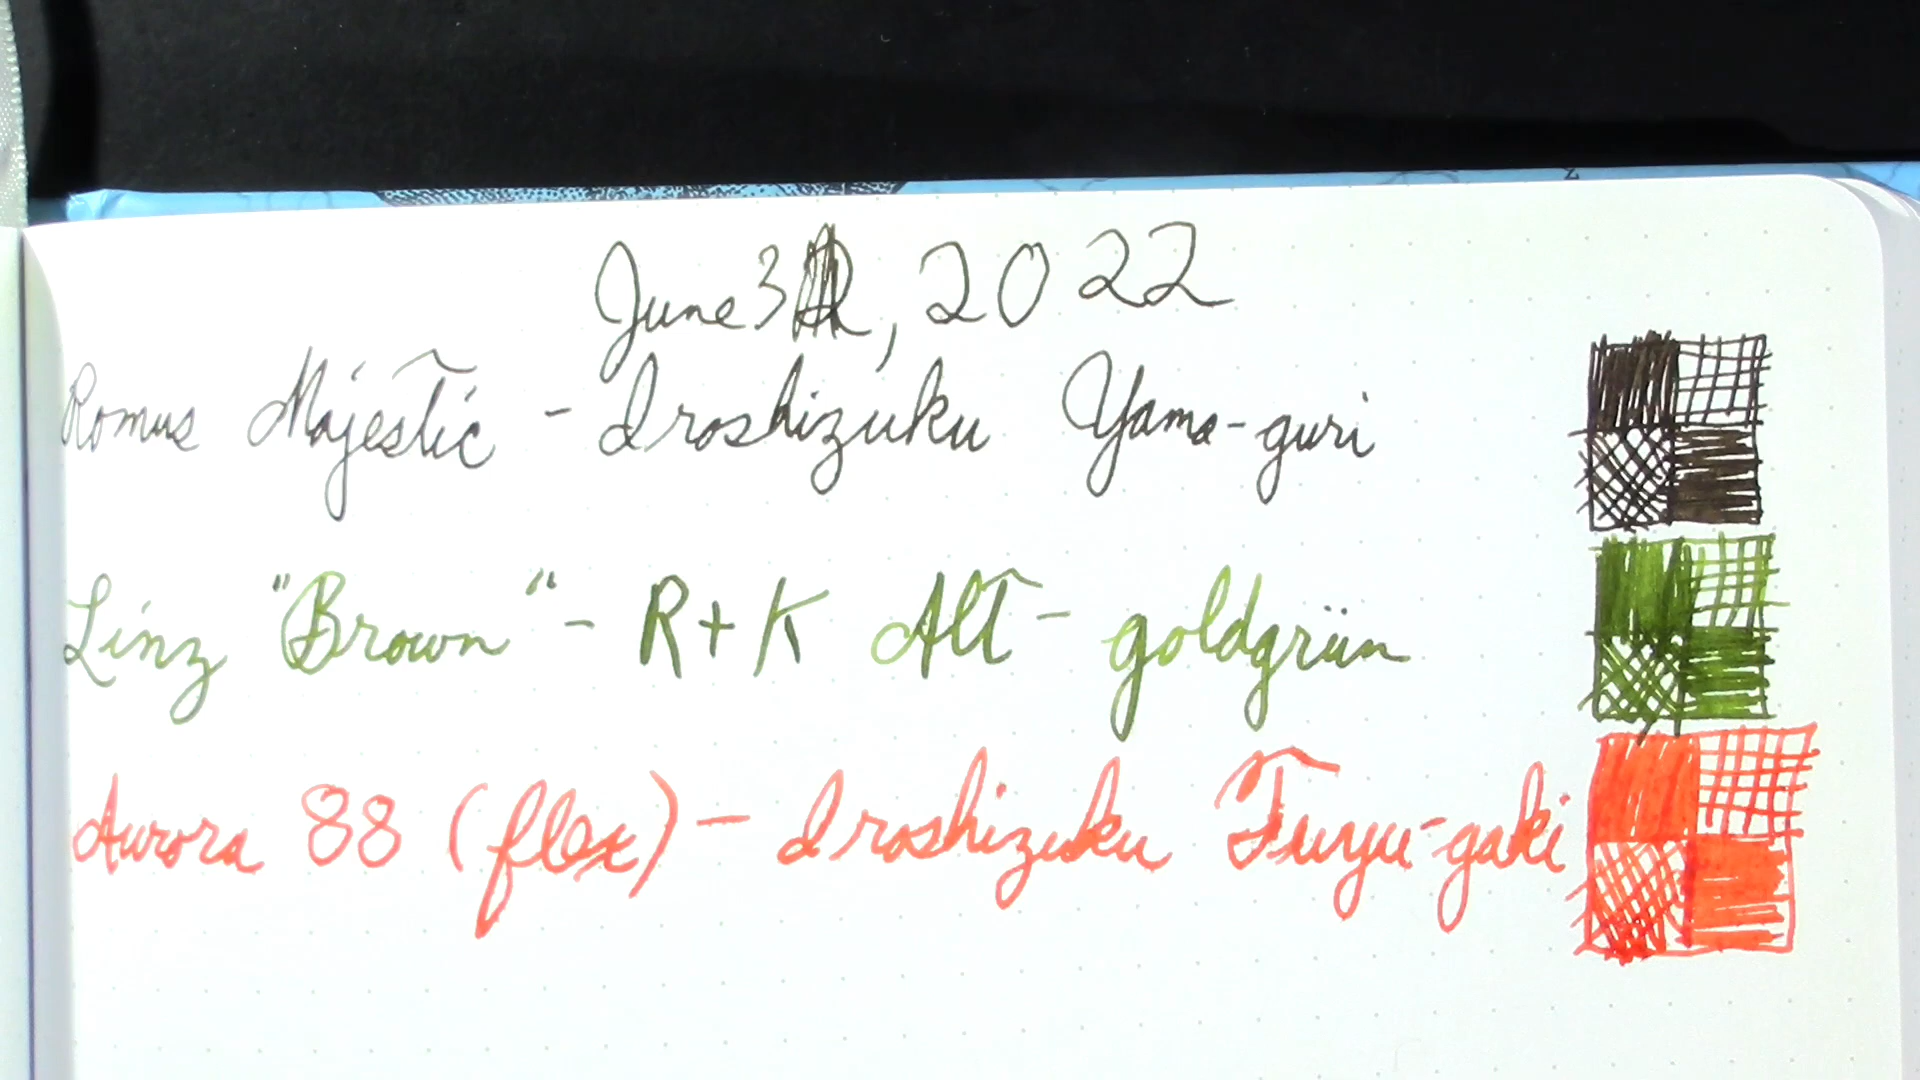 June 3, 2022
Romus Majestic - Iroshizuku Yama-guri
Linz "Brown" - R+K Alt-goldgrün
Aurora 88 (flex) - Iroshizuku Fuyu-gaki